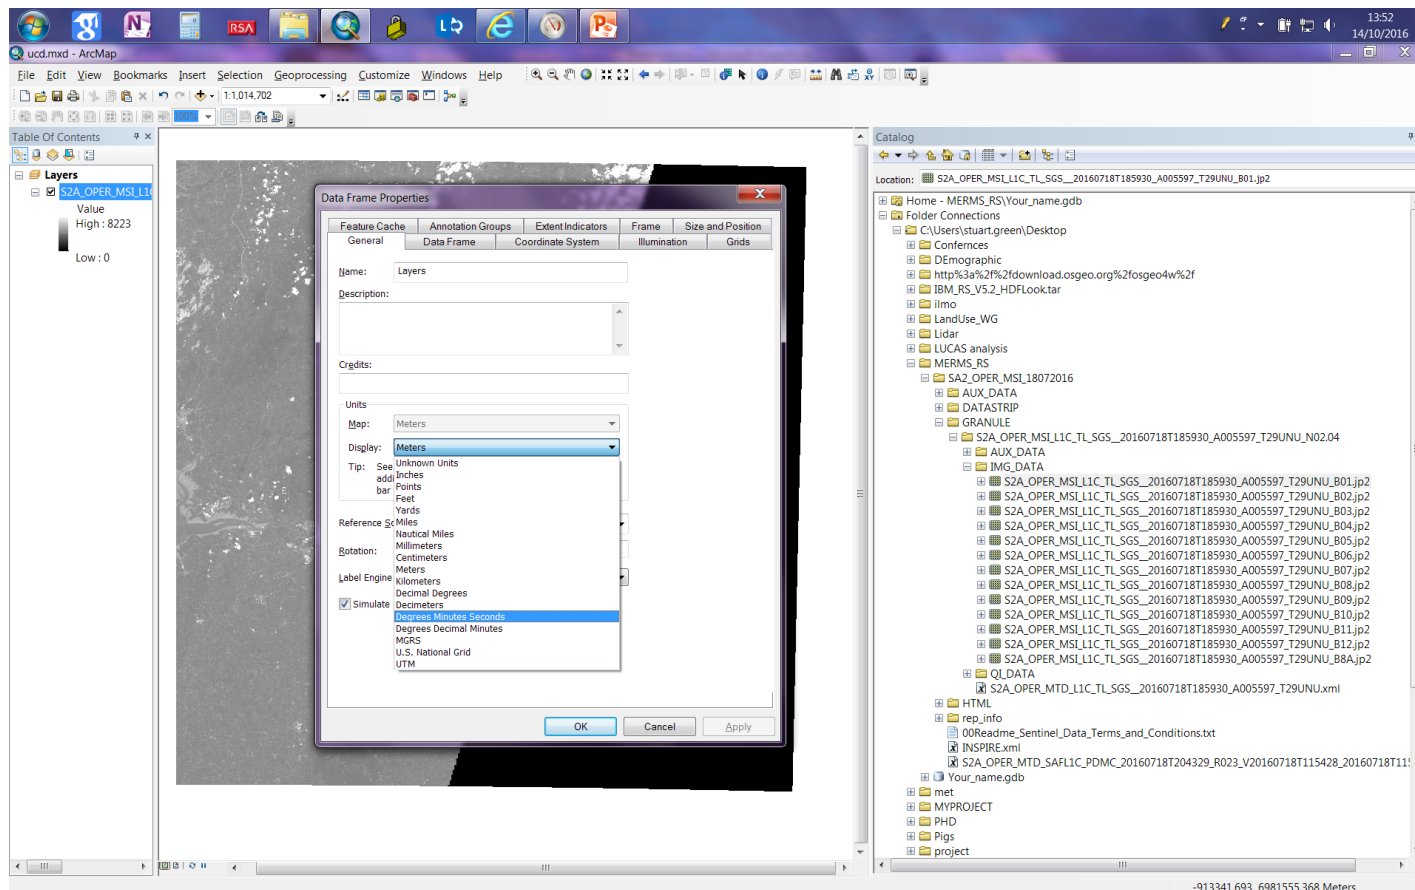 13:52
14/10/2016
RSA
ucd.mxd - ArcMap
File Edit View Bookmarks Insert Selection Geoprocessing Customize Windows Help
1:1,014,702
100%
Table Of Contents
Layers
S2A_OPER_MSI_L1C
Value
High : 8223
Low : 0
Data Frame Properties
Feature Cache Annotation Groups Extent Indicators Frame Size and Position
General Data Frame Coordinate System Illumination Grids
Name: Layers
Description:
Credits:
Units
Map: Meters
Display: Meters
Tip: See
addi
bar
Unknown Units
Inches
Points
Feet
Yards
Miles
Nautical Miles
Millimeters
Centimeters
Meters
Kilometers
Decimal Degrees
Decimeters
Degrees Minutes Seconds
Degrees Decimal Minutes
MGRS
U.S. National Grid
UTM
Reference Sc
Rotation:
Label Engine
Simulate
OK Cancel Apply
Catalog
Location: S2A_OPER_MSI_L1C_TL_SGS__20160718T185930_A005597_T29UNU_B01.jp2
Home - MERMS_RS\Your_name.gdb
Folder Connections
C:\Users\stuart.green\Desktop
Confernces
DEmographic
http%3a%2f%2fdownload.osgeo.org%2fosgeo4w%2f
IBM_RS_V5.2_HDFLook.tar
ilmo
LandUse_WG
Lidar
LUCAS analysis
MERMS_RS
SA2_OPER_MSI_18072016
AUX_DATA
DATASTRIP
GRANULE
S2A_OPER_MSI_L1C_TL_SGS__20160718T185930_A005597_T29UNU_N02.04
AUX_DATA
IMG_DATA
S2A_OPER_MSI_L1C_TL_SGS__20160718T185930_A005597_T29UNU_B01.jp2
S2A_OPER_MSI_L1C_TL_SGS__20160718T185930_A005597_T29UNU_B02.jp2
S2A_OPER_MSI_L1C_TL_SGS__20160718T185930_A005597_T29UNU_B03.jp2
S2A_OPER_MSI_L1C_TL_SGS__20160718T185930_A005597_T29UNU_B04.jp2
S2A_OPER_MSI_L1C_TL_SGS__20160718T185930_A005597_T29UNU_B05.jp2
S2A_OPER_MSI_L1C_TL_SGS__20160718T185930_A005597_T29UNU_B06.jp2
S2A_OPER_MSI_L1C_TL_SGS__20160718T185930_A005597_T29UNU_B07.jp2
S2A_OPER_MSI_L1C_TL_SGS__20160718T185930_A005597_T29UNU_B08.jp2
S2A_OPER_MSI_L1C_TL_SGS__20160718T185930_A005597_T29UNU_B09.jp2
S2A_OPER_MSI_L1C_TL_SGS__20160718T185930_A005597_T29UNU_B10.jp2
S2A_OPER_MSI_L1C_TL_SGS__20160718T185930_A005597_T29UNU_B11.jp2
S2A_OPER_MSI_L1C_TL_SGS__20160718T185930_A005597_T29UNU_B12.jp2
S2A_OPER_MSI_L1C_TL_SGS__20160718T185930_A005597_T29UNU_B8A.jp2
QI_DATA
S2A_OPER_MTD_L1C_TL_SGS__20160718T185930_A005597_T29UNU.xml
HTML
rep_info
00Readme_Sentinel_Data_Terms_and_Conditions.txt
INSPIRE.xml
S2A_OPER_MTD_SAFL1C_PDMC_20160718T204329_R023_V20160718T115428_20160718T11
Your_name.gdb
met
MYPROJECT
PHD
Pigs
project
-913341.693 6981555.368 Meters